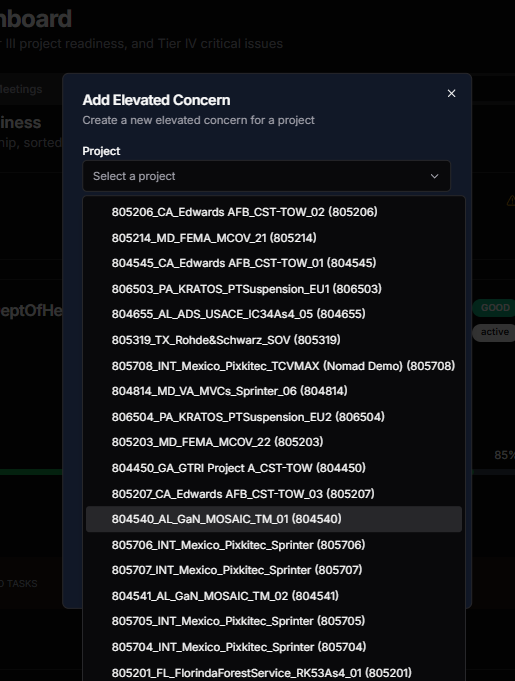 nboard
r III project readiness, and Tier IV critical issues
Meetings
iness
hip, sorted
Add Elevated Concern
Create a new elevated concern for a project
Project
Select a project
805206_CA_Edwards AFB_CST-TOW_02 (805206)
805214_MD_FEMA_MCOV_21 (805214)
804545_CA_Edwards AFB_CST-TOW_01 (804545)
806503_PA_KRATOS_PTSuspension_EU1 (806503)
804655_AL_ADS_USACE_IC34As4_05 (804655)
805319_TX_Rohde&Schwarz_SOV (805319)
805708_INT_Mexico_Pixkitec_TCVMAX (Nomad Demo) (805708)
804814_MD_VA_MVCs_Sprinter_06 (804814)
806504_PA_KRATOS_PTSuspension_EU2 (806504)
805203_MD_FEMA_MCOV_22 (805203)
804450_GA_GTRI Project A_CST-TOW (804450)
805207_CA_Edwards AFB_CST-TOW_03 (805207)
804540_AL_GaN_MOSAIC_TM_01 (804540)
805706_INT_Mexico_Pixkitec_Sprinter (805706)
805707_INT_Mexico_Pixkitec_Sprinter (805707)
804541_AL_GaN_MOSAIC_TM_02 (804541)
805705_INT_Mexico_Pixkitec_Sprinter (805705)
805704_INT_Mexico_Pixkitec_Sprinter (805704)
805201_FL_FlorindaForestService_RK53As4_01 (805201)
eptOfHe
GOOD
active
85%
D TASKS